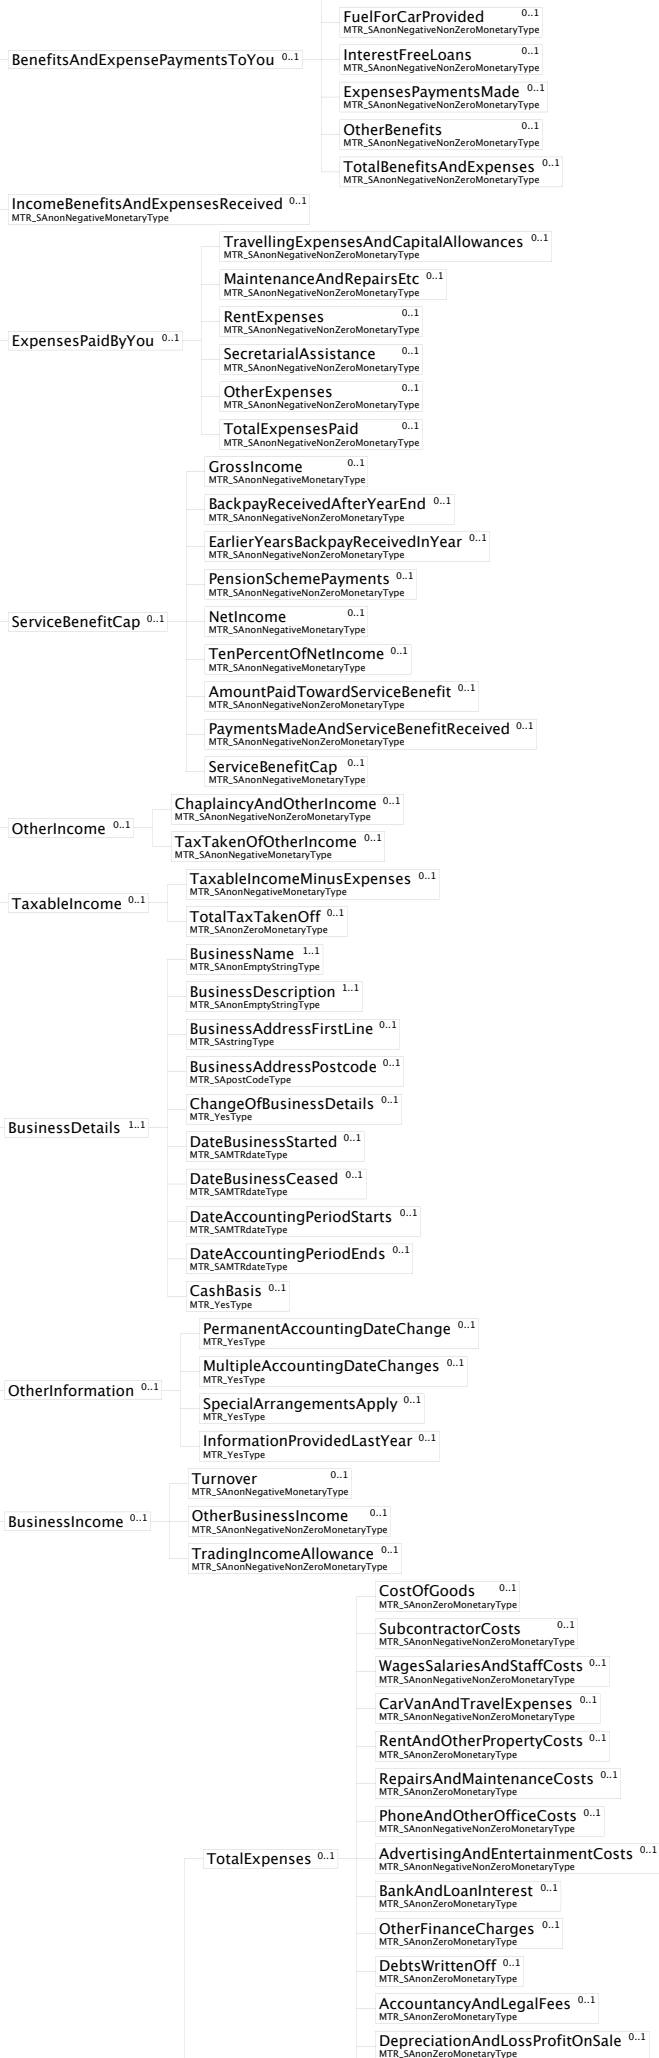 FuelForCarProvided 0..1
MTR_SAnonNegativeNonZeroMonetaryType
BenefitsAndExpensePaymentsToYou 0..1
InterestFreeLoans 0..1
MTR_SAnonNegativeNonZeroMonetaryType
ExpensesPaymentsMade 0..1
MTR_SAnonNegativeNonZeroMonetaryType
OtherBenefits 0..1
MTR_SAnonNegativeNonZeroMonetaryType
TotalBenefitsAndExpenses 0..1
MTR_SAnonNegativeNonZeroMonetaryType
IncomeBenefitsAndExpensesReceived 0..1
MTR_SAnonNegativeMonetaryType
TravellingExpensesAndCapitalAllowances 0..1
MTR_SAnonNegativeNonZeroMonetaryType
MaintenanceAndRepairsEtc 0..1
MTR_SAnonNegativeNonZeroMonetaryType
RentExpenses 0..1
MTR_SAnonNegativeNonZeroMonetaryType
ExpensesPaidByYou 0..1
SecretarialAssistance 0..1
MTR_SAnonNegativeNonZeroMonetaryType
OtherExpenses 0..1
MTR_SAnonNegativeNonZeroMonetaryType
TotalExpensesPaid 0..1
MTR_SAnonNegativeNonZeroMonetaryType
GrossIncome 0..1
MTR_SAnonNegativeMonetaryType
BackpayReceivedAfterYearEnd 0..1
MTR_SAnonNegativeNonZeroMonetaryType
EarlierYearsBackpayReceivedInYear 0..1
MTR_SAnonNegativeNonZeroMonetaryType
PensionSchemePayments 0..1
MTR_SAnonNegativeNonZeroMonetaryType
ServiceBenefitCap 0..1
NetIncome 0..1
MTR_SAnonNegativeMonetaryType
TenPercentOfNetIncome 0..1
MTR_SAnonNegativeMonetaryType
AmountPaidTowardServiceBenefit 0..1
MTR_SAnonNegativeNonZeroMonetaryType
PaymentsMadeAndServiceBenefitReceived 0..1
MTR_SAnonNegativeNonZeroMonetaryType
ServiceBenefitCap 0..1
MTR_SAnonNegativeMonetaryType
ChaplaincyAndOtherIncome 0..1
MTR_SAnonNegativeNonZeroMonetaryType
OtherIncome 0..1
TaxTakenOfOtherIncome 0..1
MTR_SAnonNegativeMonetaryType
TaxableIncomeMinusExpenses 0..1
MTR_SAnonNegativeMonetaryType
TaxableIncome 0..1
TotalTaxTakenOff 0..1
MTR_SAnonZeroMonetaryType
BusinessName 1..1
MTR_SAnonEmptyStringType
BusinessDescription 1..1
MTR_SAnonEmptyStringType
BusinessAddressFirstLine 0..1
MTR_SAstringType
BusinessAddressPostcode 0..1
MTR_SApostCodeType
ChangeOfBusinessDetails 0..1
MTR_YesType
BusinessDetails 1..1
DateBusinessStarted 0..1
MTR_SAMTRdateType
DateBusinessCeased 0..1
MTR_SAMTRdateType
DateAccountingPeriodStarts 0..1
MTR_SAMTRdateType
DateAccountingPeriodEnds 0..1
MTR_SAMTRdateType
CashBasis 0..1
MTR_YesType
PermanentAccountingDateChange 0..1
MTR_YesType
MultipleAccountingDateChanges 0..1
MTR_YesType
OtherInformation 0..1
SpecialArrangementsApply 0..1
MTR_YesType
InformationProvidedLastYear 0..1
MTR_YesType
Turnover 0..1
MTR_SAnonNegativeMonetaryType
BusinessIncome 0..1
OtherBusinessIncome 0..1
MTR_SAnonNegativeNonZeroMonetaryType
TradingIncomeAllowance 0..1
MTR_SAnonNegativeNonZeroMonetaryType
CostOfGoods 0..1
MTR_SAnonZeroMonetaryType
SubcontractorCosts 0..1
MTR_SAnonNegativeNonZeroMonetaryType
WagesSalariesAndStaffCosts 0..1
MTR_SAnonNegativeNonZeroMonetaryType
CarVanAndTravelExpenses 0..1
MTR_SAnonNegativeNonZeroMonetaryType
RentAndOtherPropertyCosts 0..1
MTR_SAnonZeroMonetaryType
RepairsAndMaintenanceCosts 0..1
MTR_SAnonZeroMonetaryType
PhoneAndOtherOfficeCosts 0..1
MTR_SAnonNegativeNonZeroMonetaryType
TotalExpenses 0..1
AdvertisingAndEntertainmentCosts 0..1
MTR_SAnonNegativeNonZeroMonetaryType
BankAndLoanInterest 0..1
MTR_SAnonZeroMonetaryType
OtherFinanceCharges 0..1
MTR_SAnonZeroMonetaryType
DebtsWrittenOff 0..1
MTR_SAnonZeroMonetaryType
AccountancyAndLegalFees 0..1
MTR_SAnonZeroMonetaryType
DepreciationAndLossProfitOnSale 0..1
MTR_SAnonZeroMonetaryType